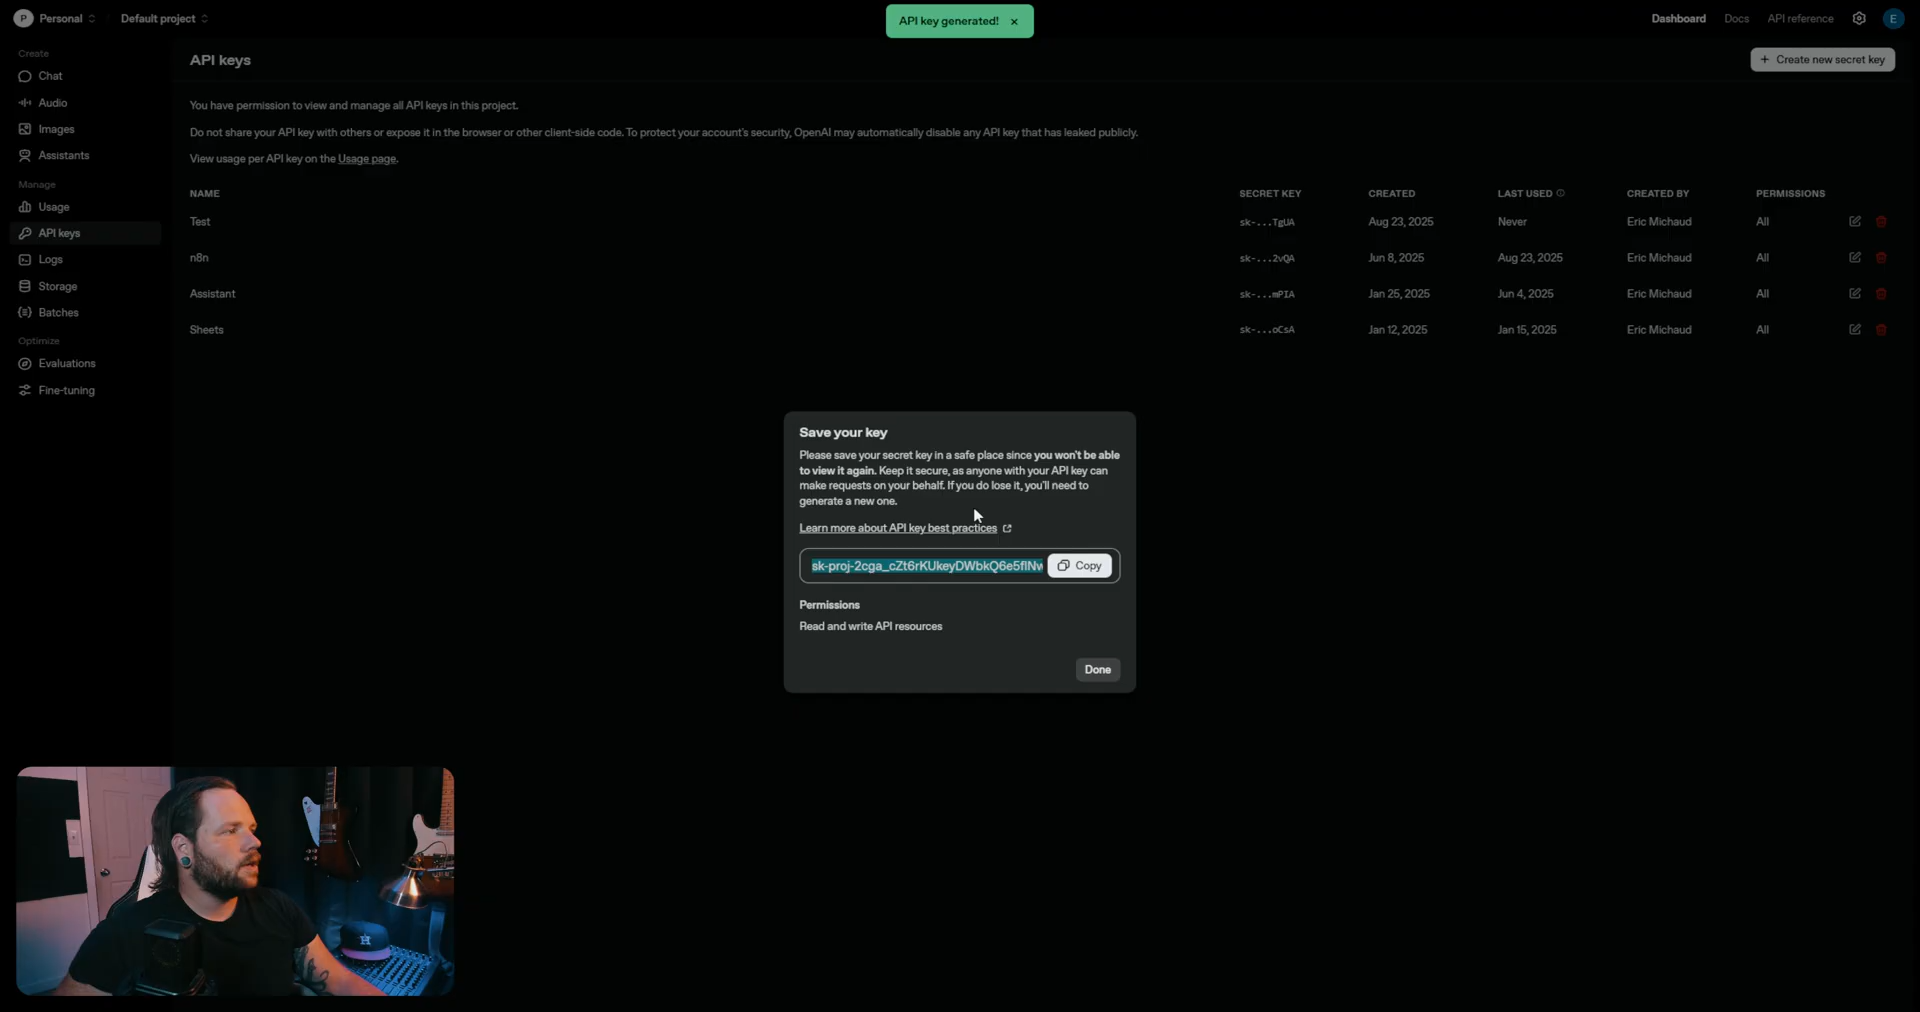 P Personal Default project
API key generated! ×
Dashboard Docs API reference E
Create
Chat
Audio
Images
Assistants
Manage
Usage
API keys
Logs
Storage
Batches
Optimize
Evaluations
Fine-tuning
API keys
+ Create new secret key
You have permission to view and manage all API keys in this project.
Do not share your API key with others or expose it in the browser or other client-side code. To protect your account's security, OpenAI may automatically disable any API key that has leaked publicly.
View usage per API key on the Usage page.
NAME SECRET KEY CREATED LAST USED CREATED BY PERMISSIONS
Test sk-...TgUA Aug 23, 2025 Never Eric Michaud All
n8n sk-...2vQA Jun 8, 2025 Aug 23, 2025 Eric Michaud All
Assistant sk-...mPIA Jan 25, 2025 Jun 4, 2025 Eric Michaud All
Sheets sk-...oCsA Jan 12, 2025 Jan 15, 2025 Eric Michaud All
Save your key
Please save your secret key in a safe place since you won't be able
to view it again. Keep it secure, as anyone with your API key can
make requests on your behalf. If you do lose it, you'll need to
generate a new one.
Learn more about API key best practices
Copy
Permissions
Read and write API resources
Done